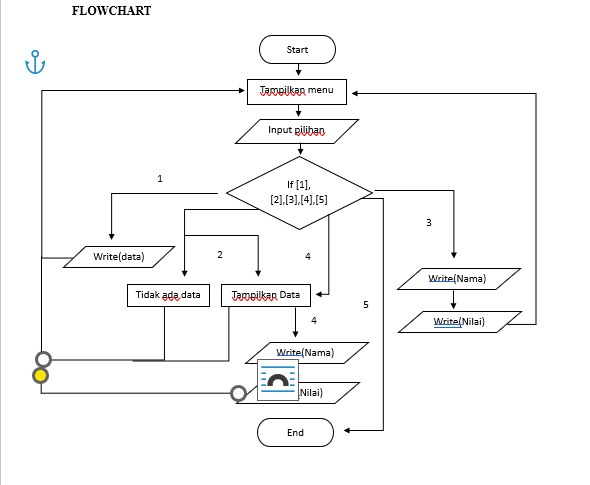 FLOWCHART
Start
Tampilkan menu
Input pilihan
If [1],
[2],[3],[4],[5]
1
3
Write(data)
2
4
Write(Nama)
Tidak ada data
Tampilkan Data
5
4
Write(Nilai)
Write(Nama)
Nilai)
End